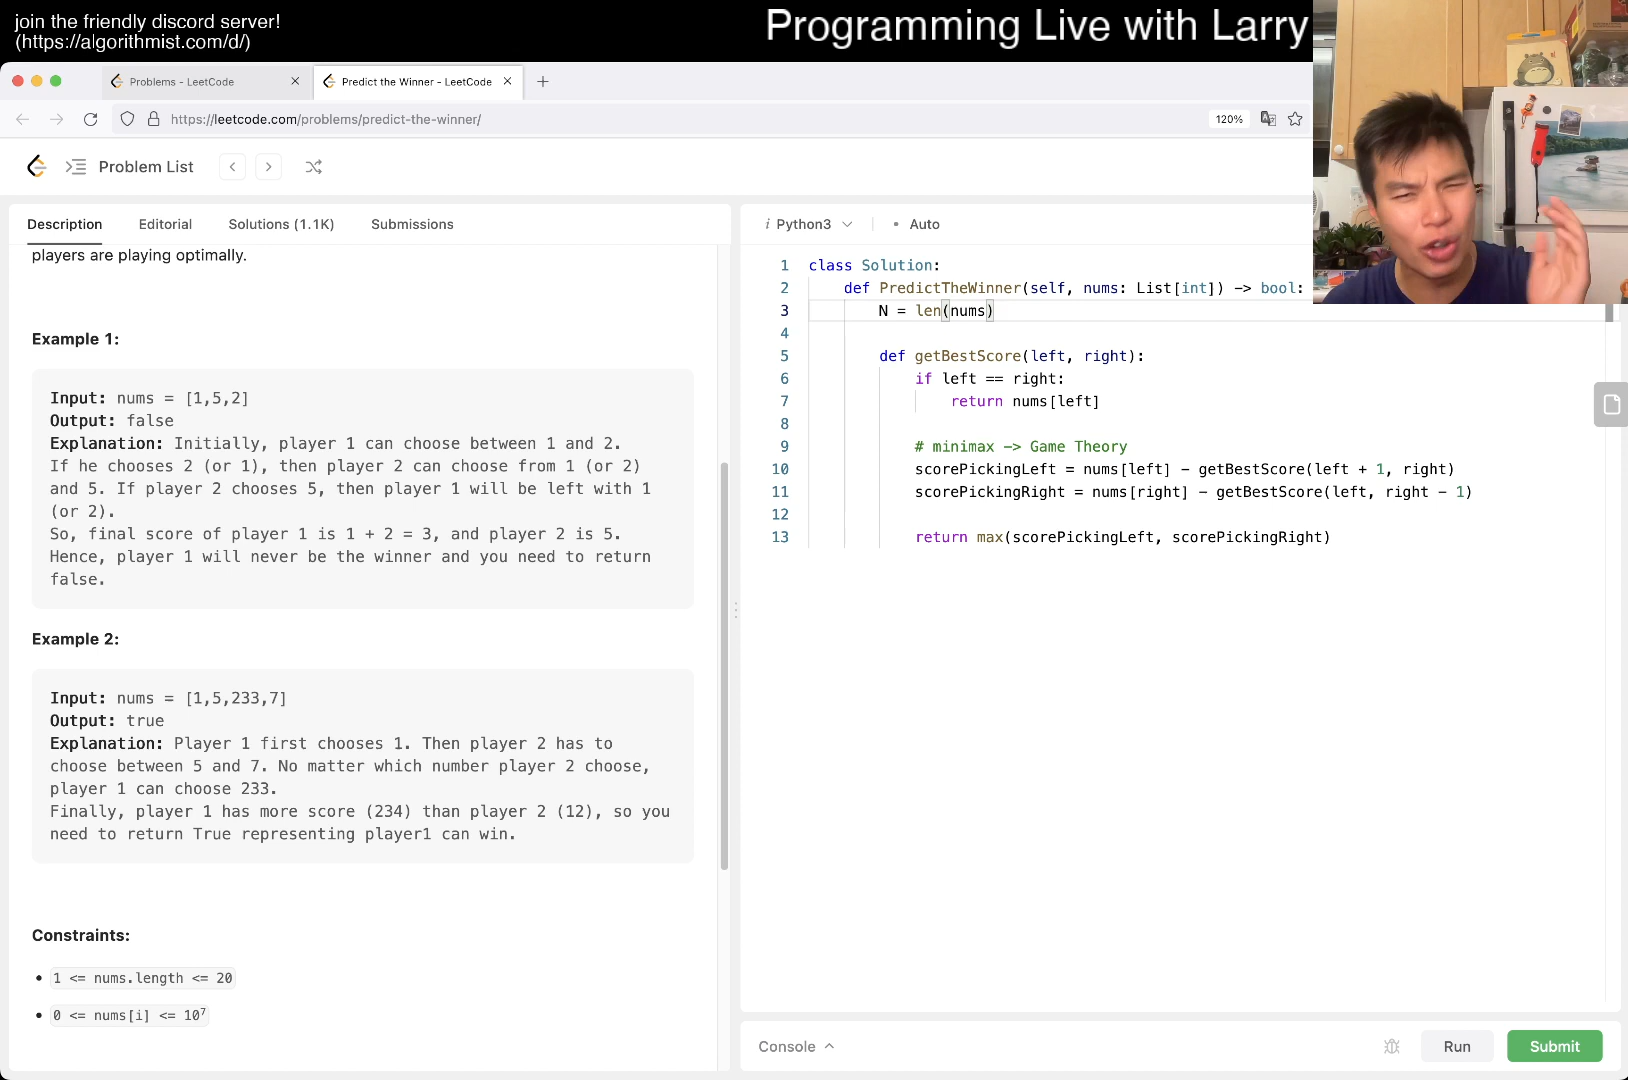 join the friendly discord server!
(https://algorithmist.com/d/)
Programming Live with Larry
Problems - LeetCode
Predict the Winner - LeetCode
https://leetcode.com/problems/predict-the-winner/
120%
Problem List
Description
Editorial
Solutions (1.1K)
Submissions
players are playing optimally.
Example 1:
Input: nums = [1,5,2]
Output: false
Explanation: Initially, player 1 can choose between 1 and 2.
If he chooses 2 (or 1), then player 2 can choose from 1 (or 2)
and 5. If player 2 chooses 5, then player 1 will be left with 1
(or 2).
So, final score of player 1 is 1 + 2 = 3, and player 2 is 5.
Hence, player 1 will never be the winner and you need to return
false.
Example 2:
Input: nums = [1,5,233,7]
Output: true
Explanation: Player 1 first chooses 1. Then player 2 has to
choose between 5 and 7. No matter which number player 2 choose,
player 1 can choose 233.
Finally, player 1 has more score (234) than player 2 (12), so you
need to return True representing player1 can win.
Constraints:
• 1 <= nums.length <= 20
• 0 <= nums[i] <= 10⁷
i Python3
• Auto
1 class Solution:
2 def PredictTheWinner(self, nums: List[int]) -> bool:
3 N = len(nums)
4
5 def getBestScore(left, right):
6 if left == right:
7 return nums[left]
8
9 # minimax -> Game Theory
10 scorePickingLeft = nums[left] - getBestScore(left + 1, right)
11 scorePickingRight = nums[right] - getBestScore(left, right - 1)
12
13 return max(scorePickingLeft, scorePickingRight)
Console
Run
Submit